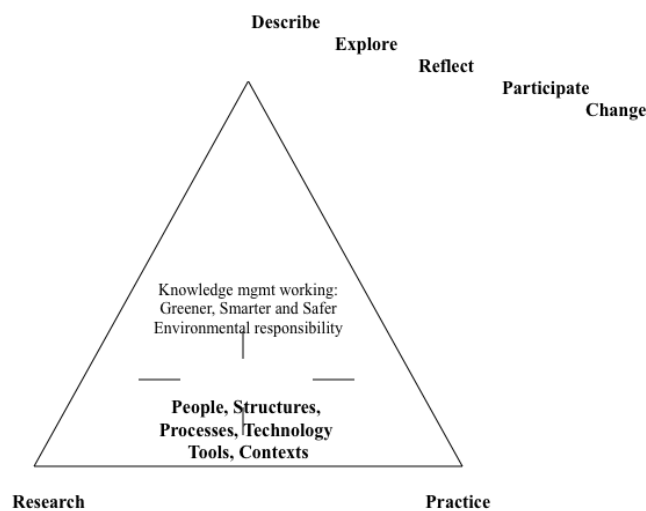 Describe
Explore
Reflect
Participate
Change
Knowledge mgmt working:
Greener, Smarter and Safer
Environmental responsibility
People, Structures,
Processes, Technology
Tools, Contexts
Research
Practice